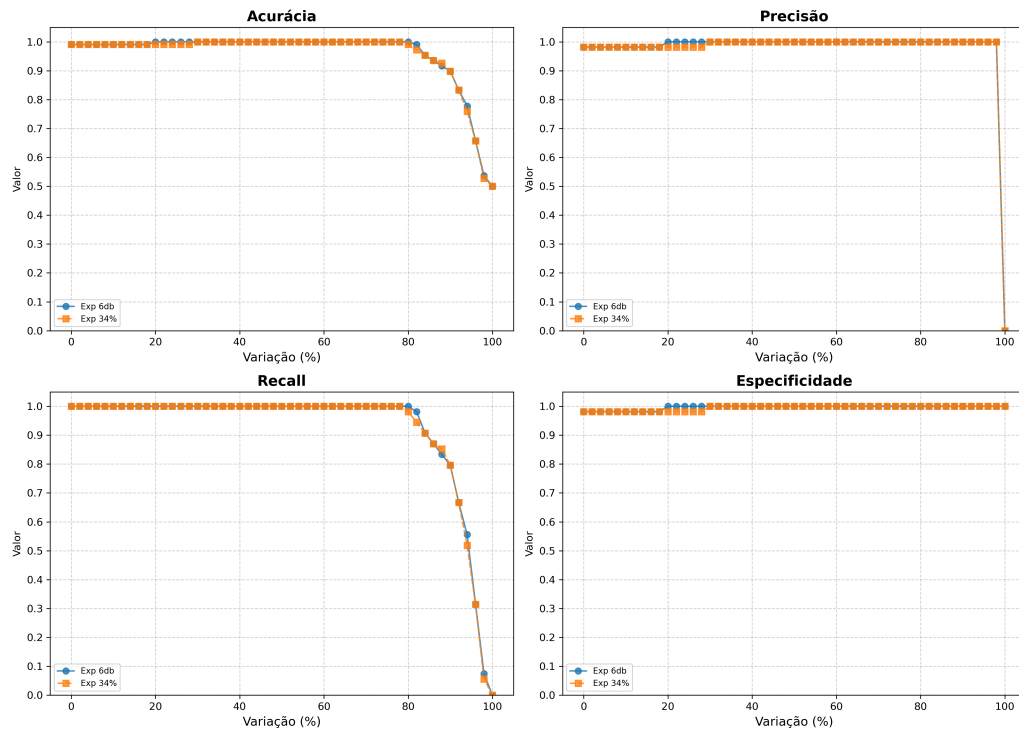 Acurácia
Valor
1.0
0.9
0.8
0.7
0.6
0.5
0.4
0.3
0.2
0.1
0.0
Exp 6db
Exp 34%
0 20 40 60 80 100
Variação (%)
Precisão
Valor
1.0
0.9
0.8
0.7
0.6
0.5
0.4
0.3
0.2
0.1
0.0
Exp 6db
Exp 34%
0 20 40 60 80 100
Variação (%)
Recall
Valor
1.0
0.9
0.8
0.7
0.6
0.5
0.4
0.3
0.2
0.1
0.0
Exp 6db
Exp 34%
0 20 40 60 80 100
Variação (%)
Especificidade
Valor
1.0
0.9
0.8
0.7
0.6
0.5
0.4
0.3
0.2
0.1
0.0
Exp 6db
Exp 34%
0 20 40 60 80 100
Variação (%)